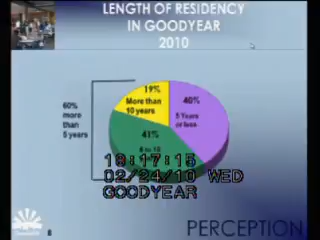 LENGTH OF RESIDENCY
IN GOODYEAR
2010
19%
More than
10 years
40%
5 Years
or less
60%
more
than
5 years
41%
6 to 10
18:17:15
02/24/10 WED
GOODYEAR
8
PERCEPTION